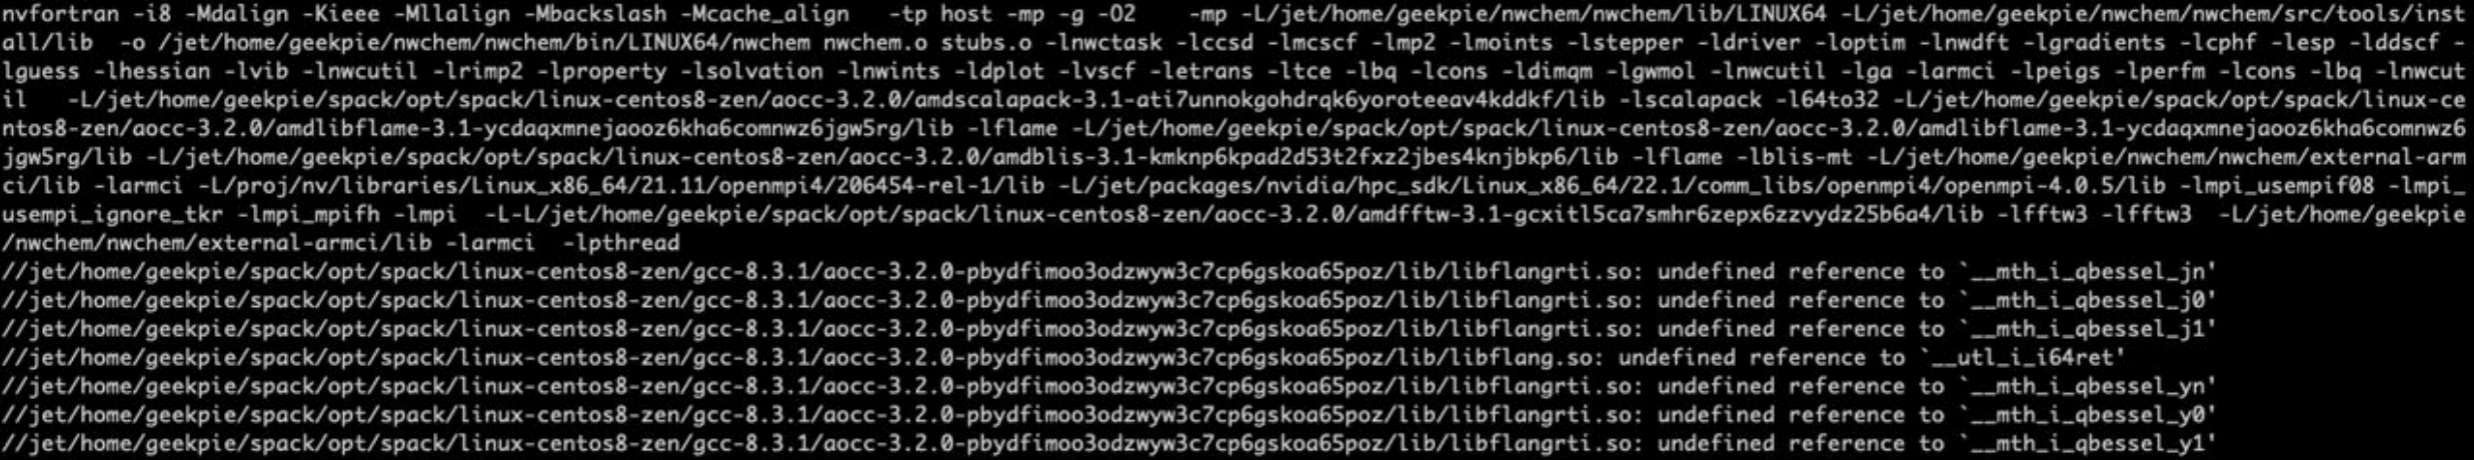 nvfortran -i8 -Mdalign -Kieee -Mllalign -Mbackslash -Mcache_align   -tp host -mp -g -O2    -mp -L/jet/home/geekpie/nwchem/nwchem/lib/LINUX64 -L/jet/home/geekpie/nwchem/nwchem/src/tools/inst
all/lib  -o /jet/home/geekpie/nwchem/nwchem/bin/LINUX64/nwchem nwchem.o stubs.o -lnwctask -lccsd -lmcscf -lmp2 -lmoints -lstepper -ldriver -loptim -lnwdft -lgradients -lcphf -lesp -lddscf -
lguess -lhessian -lvib -lnwcutil -lrimp2 -lproperty -lsolvation -lnwints -ldplot -lvscf -letrans -ltce -lbq -lcons -ldimqm -lgwmol -lnwcutil -lga -larmci -lpeigs -lperfm -lcons -lbq -lnwcut
il   -L/jet/home/geekpie/spack/opt/spack/linux-centos8-zen/aocc-3.2.0/amdscalapack-3.1-ati7unnokgohdrqk6yoroteeav4kddkf/lib -lscalapack -l64to32 -L/jet/home/geekpie/spack/opt/spack/linux-ce
ntos8-zen/aocc-3.2.0/amdlibflame-3.1-ycdaqxmnejaooz6kha6comnwz6jgw5rg/lib -lflame -L/jet/home/geekpie/spack/opt/spack/linux-centos8-zen/aocc-3.2.0/amdlibflame-3.1-ycdaqxmnejaooz6kha6comnwz6
jgw5rg/lib -L/jet/home/geekpie/spack/opt/spack/linux-centos8-zen/aocc-3.2.0/amdblis-3.1-kmknp6kpad2d53t2fxz2jbes4knjbkp6/lib -lflame -lblis-mt -L/jet/home/geekpie/nwchem/nwchem/external-arm
ci/lib -larmci -L/proj/nv/libraries/Linux_x86_64/21.11/openmpi4/206454-rel-1/lib -L/jet/packages/nvidia/hpc_sdk/Linux_x86_64/22.1/comm_libs/openmpi4/openmpi-4.0.5/lib -lmpi_usempif08 -lmpi_
usempi_ignore_tkr -lmpi_mpifh -lmpi  -L-L/jet/home/geekpie/spack/opt/spack/linux-centos8-zen/aocc-3.2.0/amdfftw-3.1-gcxitl5ca7smhr6zepx6zzvydz25b6a4/lib -lfftw3 -lfftw3  -L/jet/home/geekpie
/nwchem/nwchem/external-armci/lib -larmci  -lpthread
//jet/home/geekpie/spack/opt/spack/linux-centos8-zen/gcc-8.3.1/aocc-3.2.0-pbydfimoo3odzwyw3c7cp6gskoa65poz/lib/libflangrti.so: undefined reference to `__mth_i_qbessel_jn'
//jet/home/geekpie/spack/opt/spack/linux-centos8-zen/gcc-8.3.1/aocc-3.2.0-pbydfimoo3odzwyw3c7cp6gskoa65poz/lib/libflangrti.so: undefined reference to `__mth_i_qbessel_j0'
//jet/home/geekpie/spack/opt/spack/linux-centos8-zen/gcc-8.3.1/aocc-3.2.0-pbydfimoo3odzwyw3c7cp6gskoa65poz/lib/libflangrti.so: undefined reference to `__mth_i_qbessel_j1'
//jet/home/geekpie/spack/opt/spack/linux-centos8-zen/gcc-8.3.1/aocc-3.2.0-pbydfimoo3odzwyw3c7cp6gskoa65poz/lib/libflang.so: undefined reference to `__utl_i_i64ret'
//jet/home/geekpie/spack/opt/spack/linux-centos8-zen/gcc-8.3.1/aocc-3.2.0-pbydfimoo3odzwyw3c7cp6gskoa65poz/lib/libflangrti.so: undefined reference to `__mth_i_qbessel_yn'
//jet/home/geekpie/spack/opt/spack/linux-centos8-zen/gcc-8.3.1/aocc-3.2.0-pbydfimoo3odzwyw3c7cp6gskoa65poz/lib/libflangrti.so: undefined reference to `__mth_i_qbessel_y0'
//jet/home/geekpie/spack/opt/spack/linux-centos8-zen/gcc-8.3.1/aocc-3.2.0-pbydfimoo3odzwyw3c7cp6gskoa65poz/lib/libflangrti.so: undefined reference to `__mth_i_qbessel_y1'